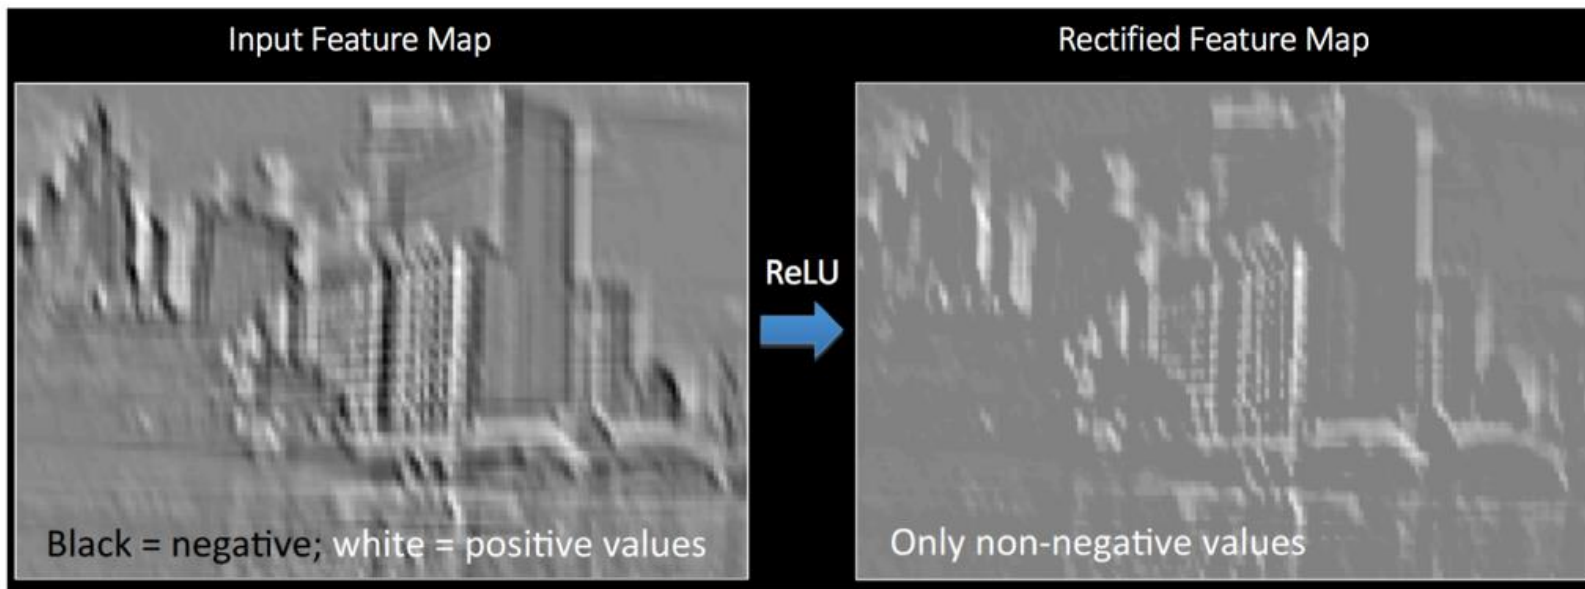 Input Feature Map
Rectified Feature Map
ReLU
Black = negative; white = positive values
Only non-negative values